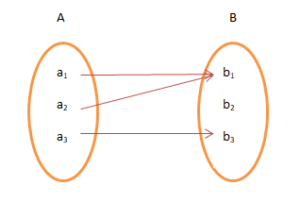 A B
a₁ b₁
a₂ b₂
a₃ b₃